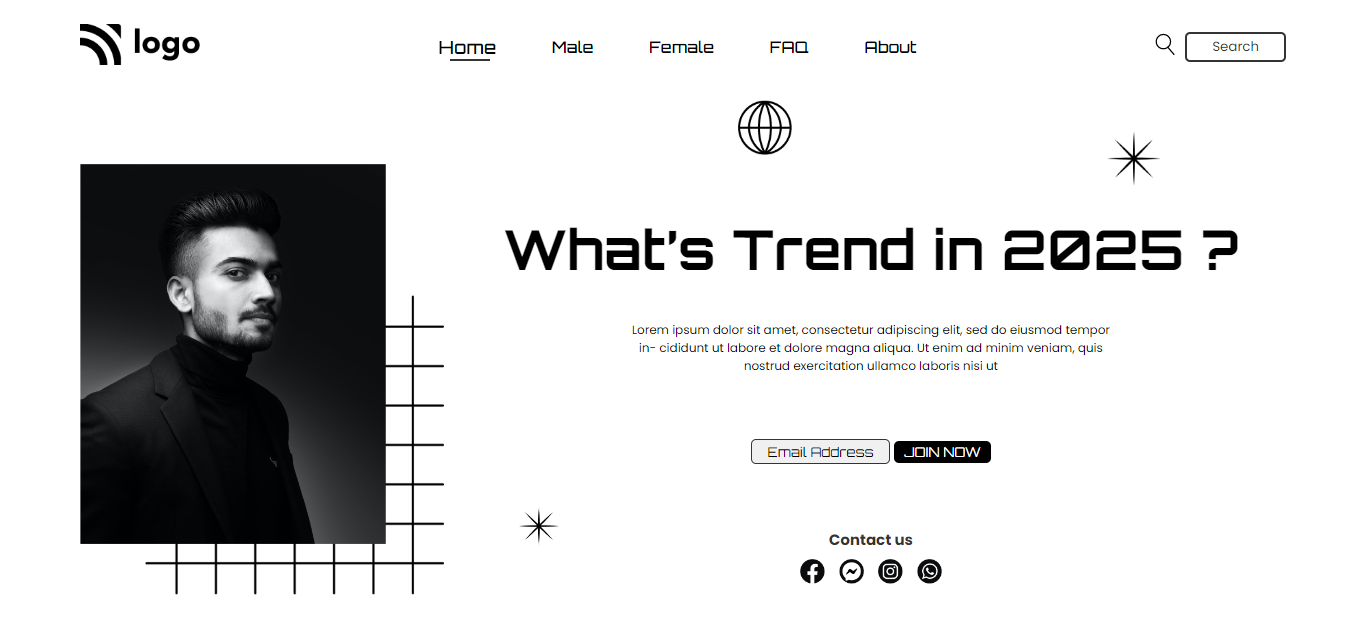 logo
Home Male Female FAQ About
Search
What's Trend in 2025 ?
Lorem ipsum dolor sit amet, consectetur adipiscing elit, sed do eiusmod tempor
in- cididunt ut labore et dolore magna aliqua. Ut enim ad minim veniam, quis
nostrud exercitation ullamco laboris nisi ut
Email Address JOIN NOW
Contact us